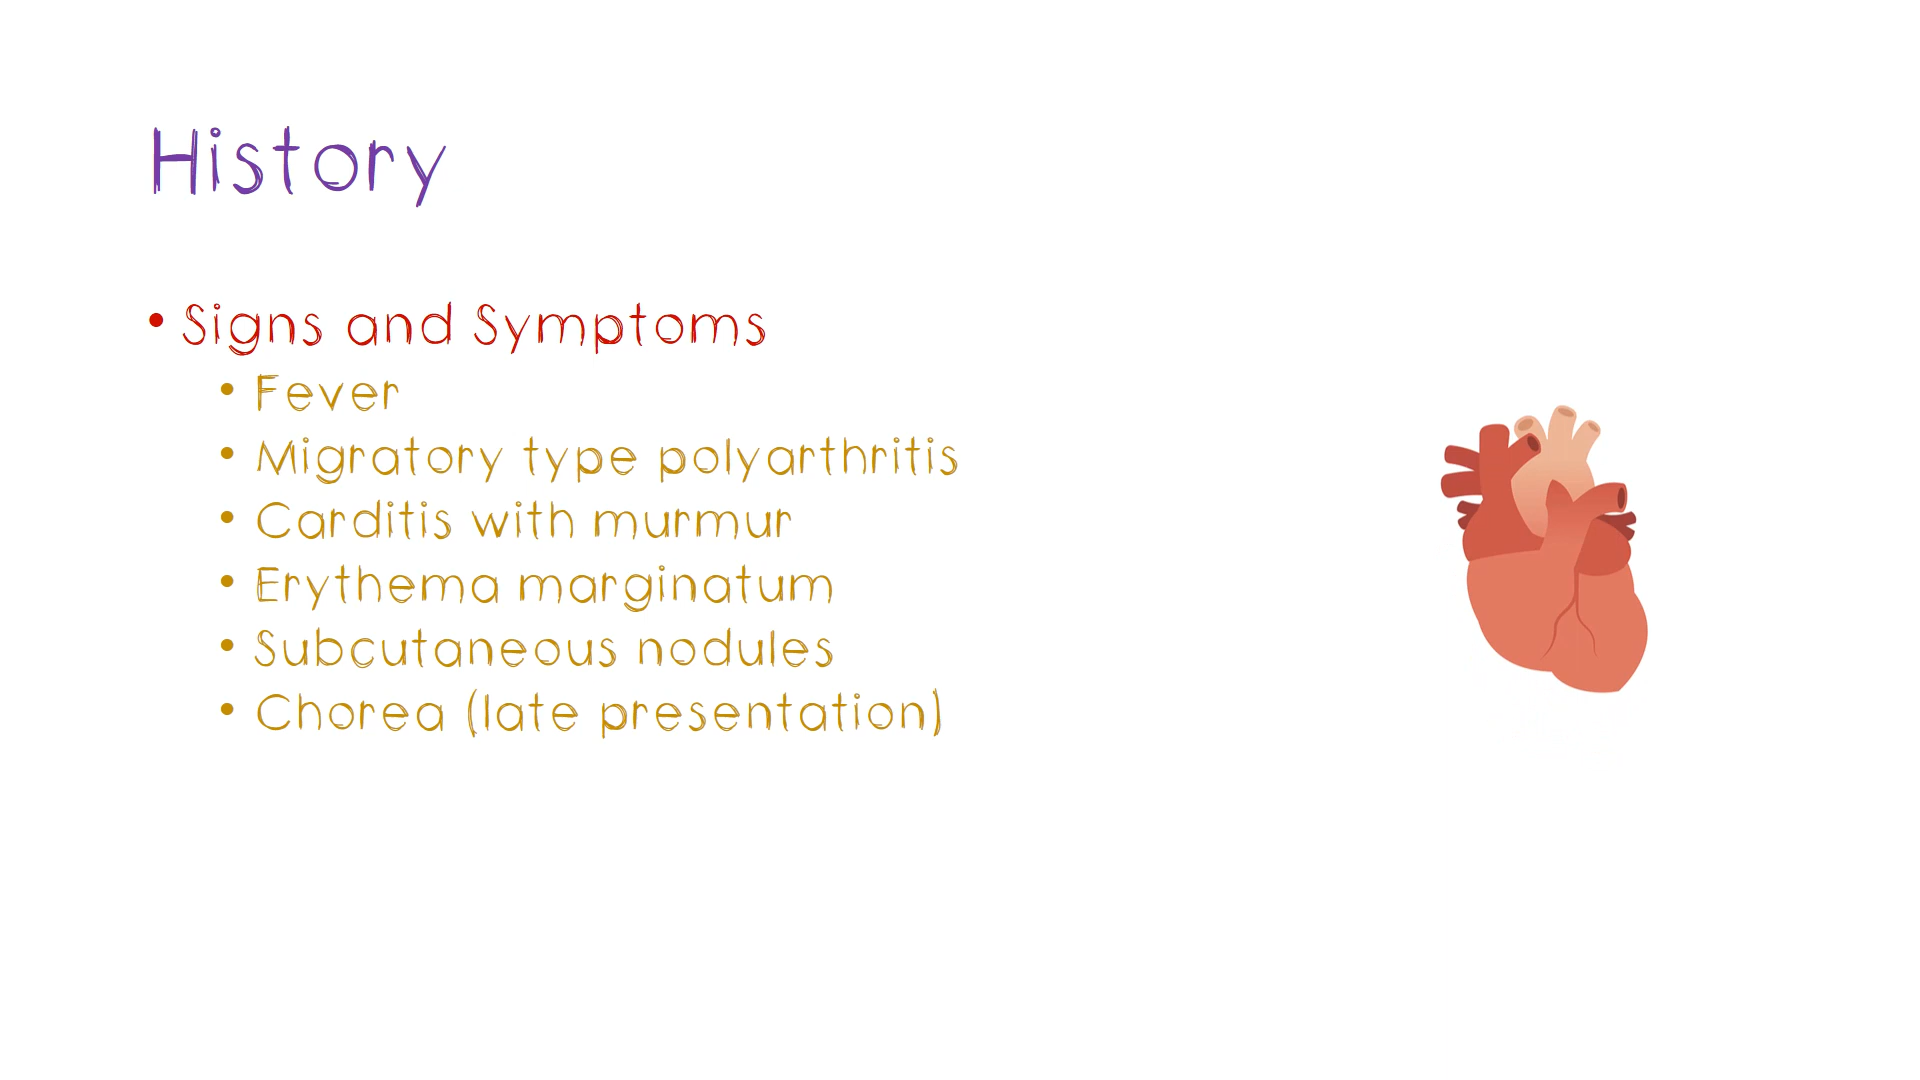 History
• Signs and Symptoms
• Fever
• Migratory type polyarthritis
• Carditis with murmur
• Erythema marginatum
• Subcutaneous nodules
• Chorea (late presentation)